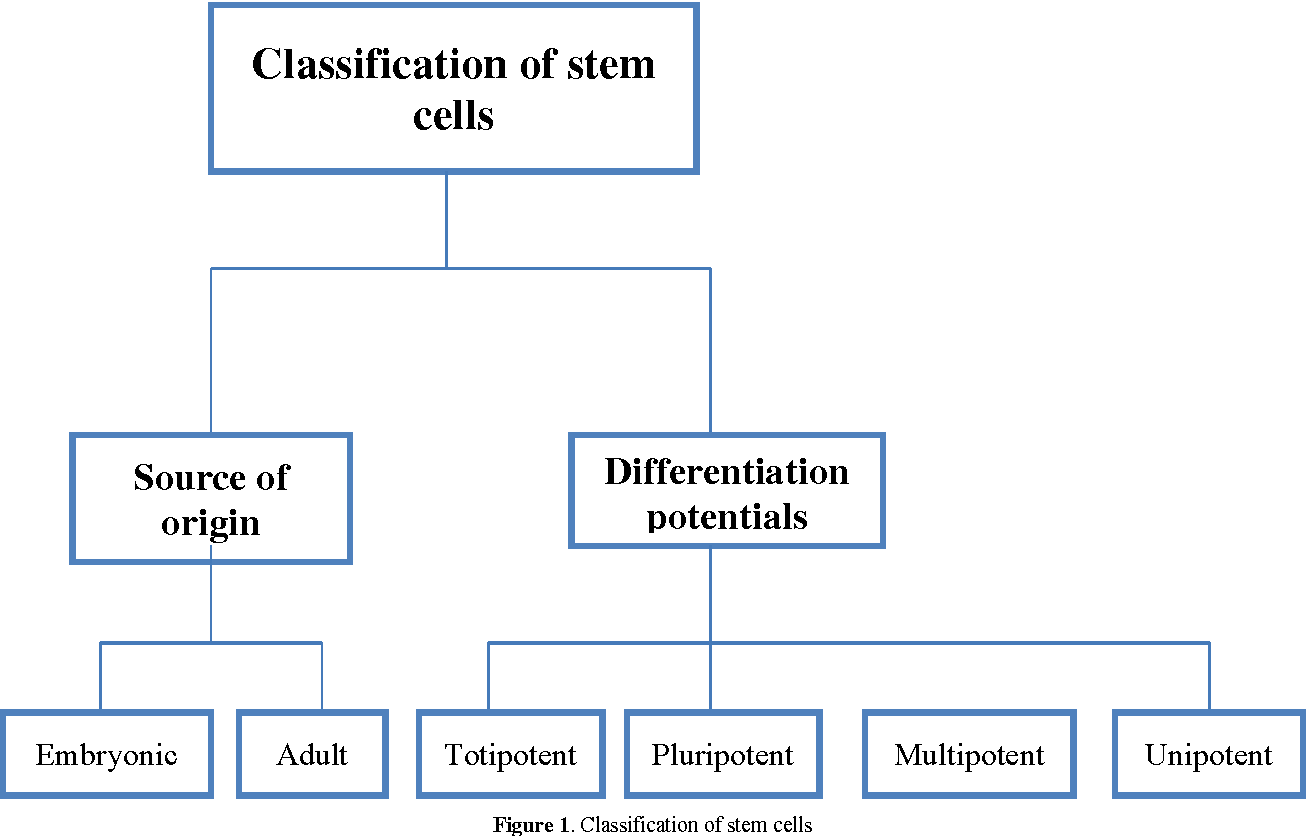 Classification of stem
cells
Source of
origin
Differentiation
potentials
Embryonic
Adult
Totipotent
Pluripotent
Multipotent
Unipotent
Figure 1. Classification of stem cells